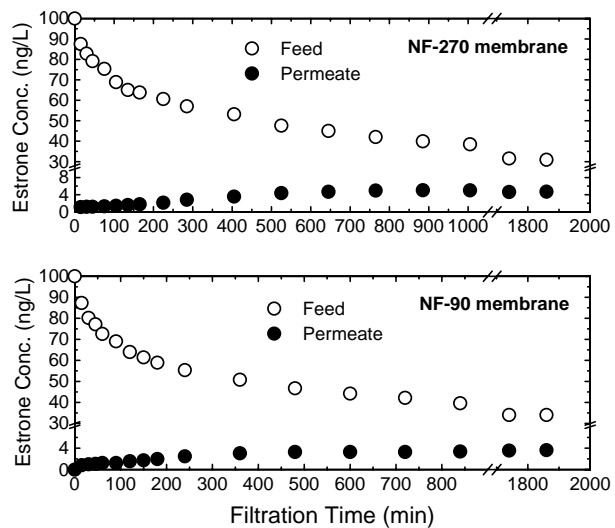 100
90
80
70
60
50
40
30
8
4
0
Estrone Conc. (ng/L)
Feed
Permeate
NF-270 membrane
0 100 200 300 400 500 600 700 800 900 1000 1800 2000
100
90
80
70
60
50
40
30
4
0
Estrone Conc. (ng/L)
Feed
Permeate
NF-90 membrane
0 100 200 300 400 500 600 700 800 1800 2000
Filtration Time (min)